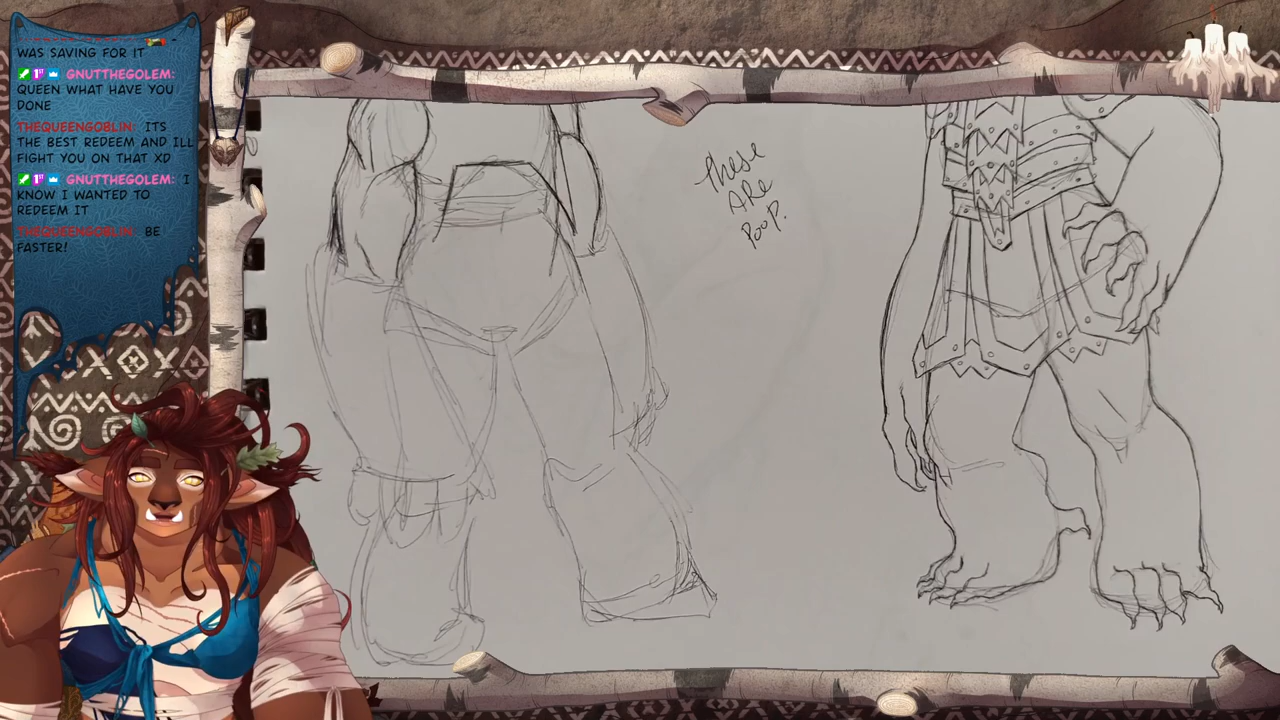 WAS SAVING FOR IT
GNUTTHEGOLEM:
QUEEN WHAT HAVE YOU
DONE
THEQUEENGOBLIN: ITS
THE BEST REDEEM AND ILL
FIGHT YOU ON THAT XD
GNUTTHEGOLEM: I
KNOW I WANTED TO
REDEEM IT
THEQUEENGOBLIN: BE
FASTER!
These
ARe
Poop.